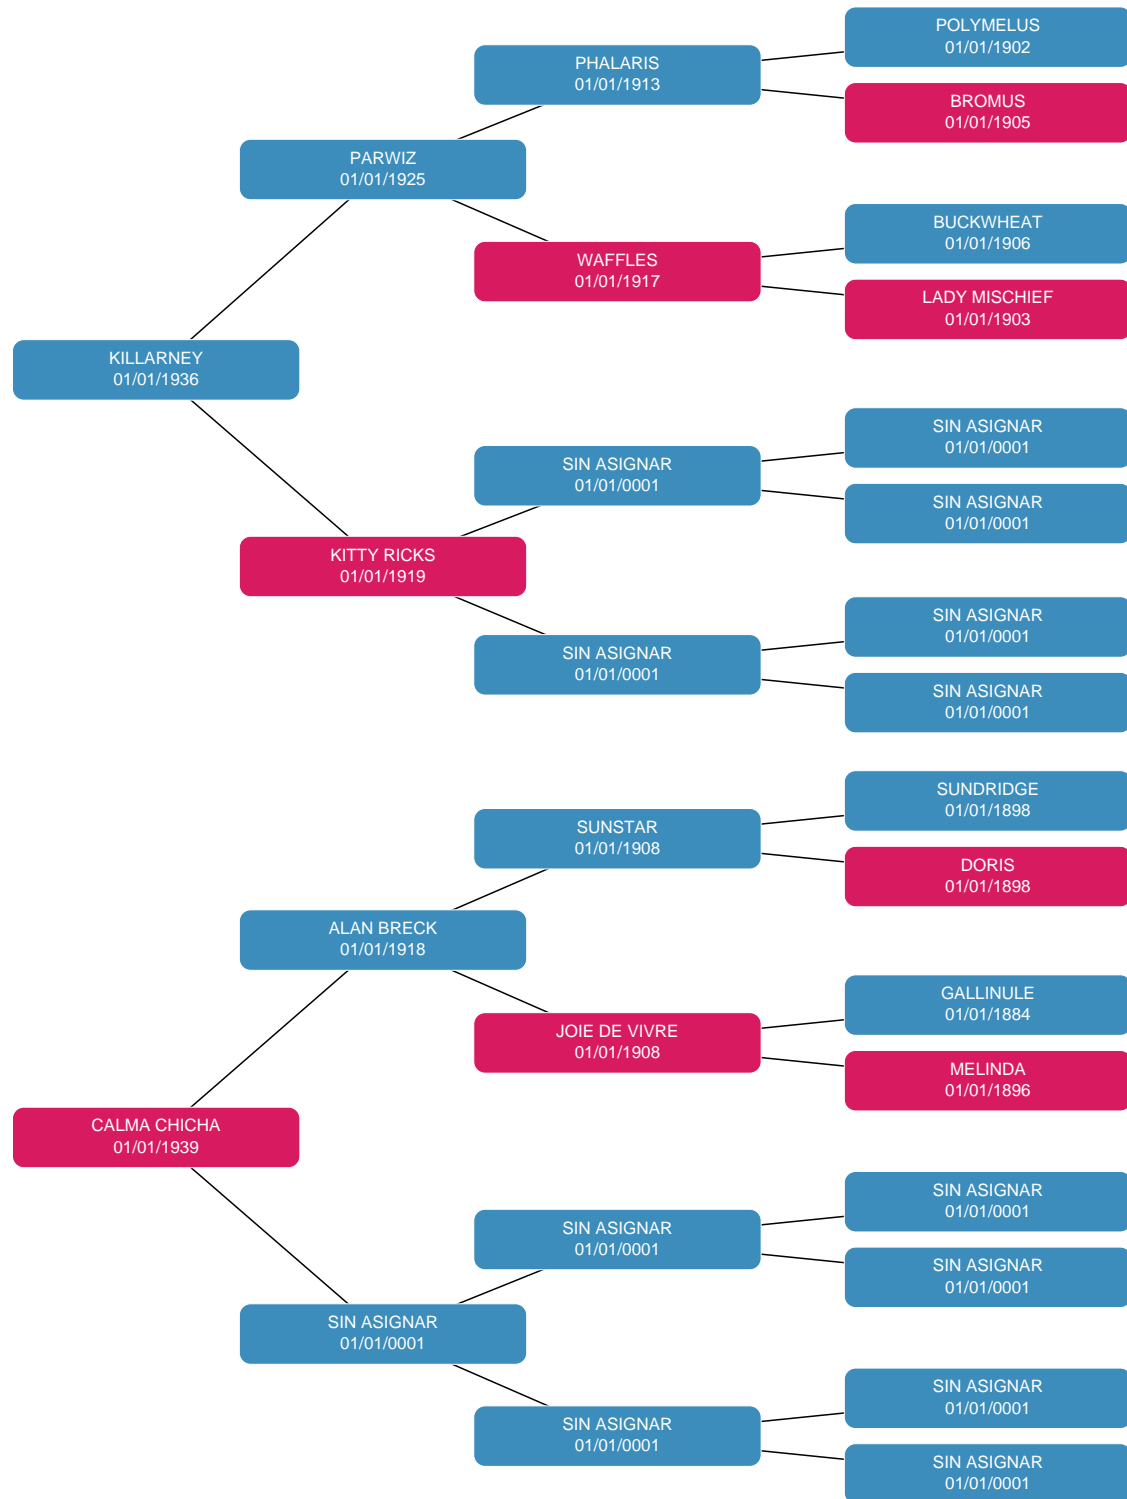 POLYMELUS
01/01/1902
PHALARIS
01/01/1913
BROMUS
01/01/1905
PARWIZ
01/01/1925
BUCKWHEAT
01/01/1906
WAFFLES
01/01/1917
LADY MISCHIEF
01/01/1903
KILLARNEY
01/01/1936
SIN ASIGNAR
01/01/0001
SIN ASIGNAR
01/01/0001
SIN ASIGNAR
01/01/0001
KITTY RICKS
01/01/1919
SIN ASIGNAR
01/01/0001
SIN ASIGNAR
01/01/0001
SIN ASIGNAR
01/01/0001
SUNDRIDGE
01/01/1898
SUNSTAR
01/01/1908
DORIS
01/01/1898
ALAN BRECK
01/01/1918
GALLINULE
01/01/1884
JOIE DE VIVRE
01/01/1908
MELINDA
01/01/1896
CALMA CHICHA
01/01/1939
SIN ASIGNAR
01/01/0001
SIN ASIGNAR
01/01/0001
SIN ASIGNAR
01/01/0001
SIN ASIGNAR
01/01/0001
SIN ASIGNAR
01/01/0001
SIN ASIGNAR
01/01/0001
SIN ASIGNAR
01/01/0001